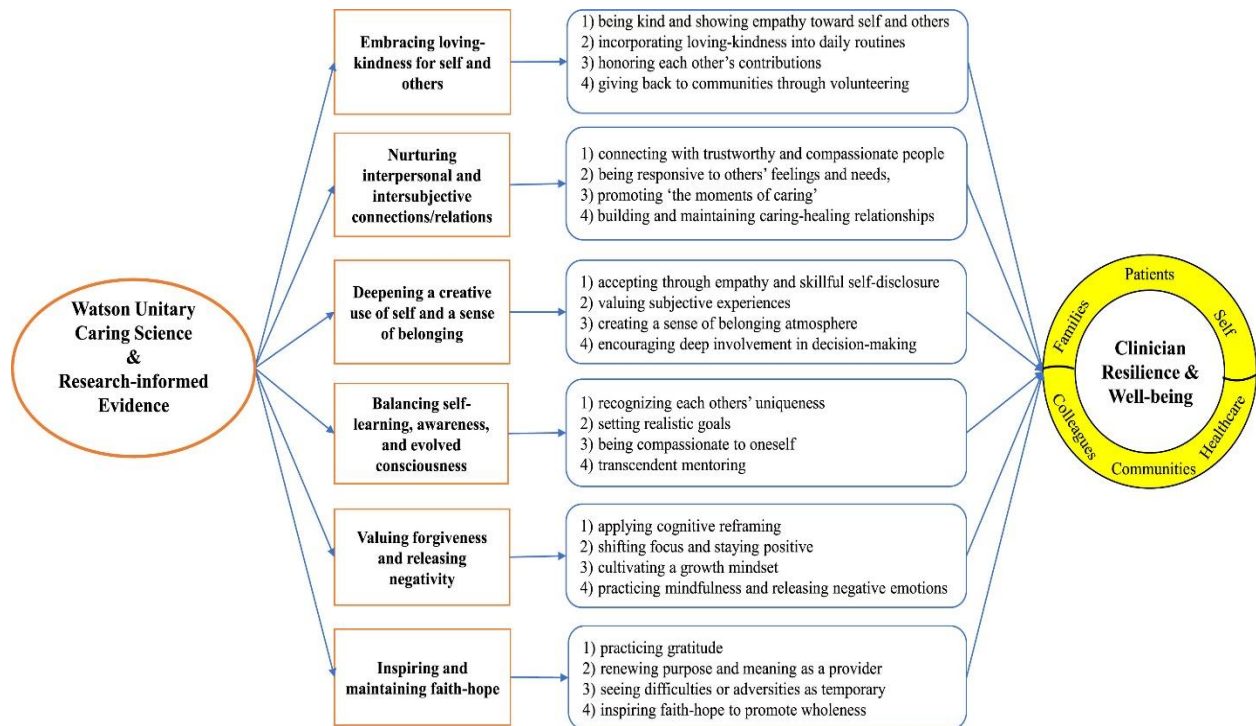 Watson Unitary
Caring Science
&
Research-informed
Evidence
Embracing loving-
kindness for self and
others
1) being kind and showing empathy toward self and others
2) incorporating loving-kindness into daily routines
3) honoring each other’s contributions
4) giving back to communities through volunteering
Nurturing
interpersonal and
intersubjective
connections/relations
1) connecting with trustworthy and compassionate people
2) being responsive to others’ feelings and needs,
3) promoting ‘the moments of caring’
4) building and maintaining caring-healing relationships
Deepening a creative
use of self and a sense
of belonging
1) accepting through empathy and skillful self-disclosure
2) valuing subjective experiences
3) creating a sense of belonging atmosphere
4) encouraging deep involvement in decision-making
Balancing self-
learning, awareness,
and evolved
consciousness
1) recognizing each others’ uniqueness
2) setting realistic goals
3) being compassionate to oneself
4) transcendent mentoring
Valuing forgiveness
and releasing
negativity
1) applying cognitive reframing
2) shifting focus and staying positive
3) cultivating a growth mindset
4) practicing mindfulness and releasing negative emotions
Inspiring and
maintaining faith-hope
1) practicing gratitude
2) renewing purpose and meaning as a provider
3) seeing difficulties or adversities as temporary
4) inspiring faith-hope to promote wholeness
Patients
Families
Self
Clinician
Resilience &
Well-being
Colleagues
Communities
Healthcare